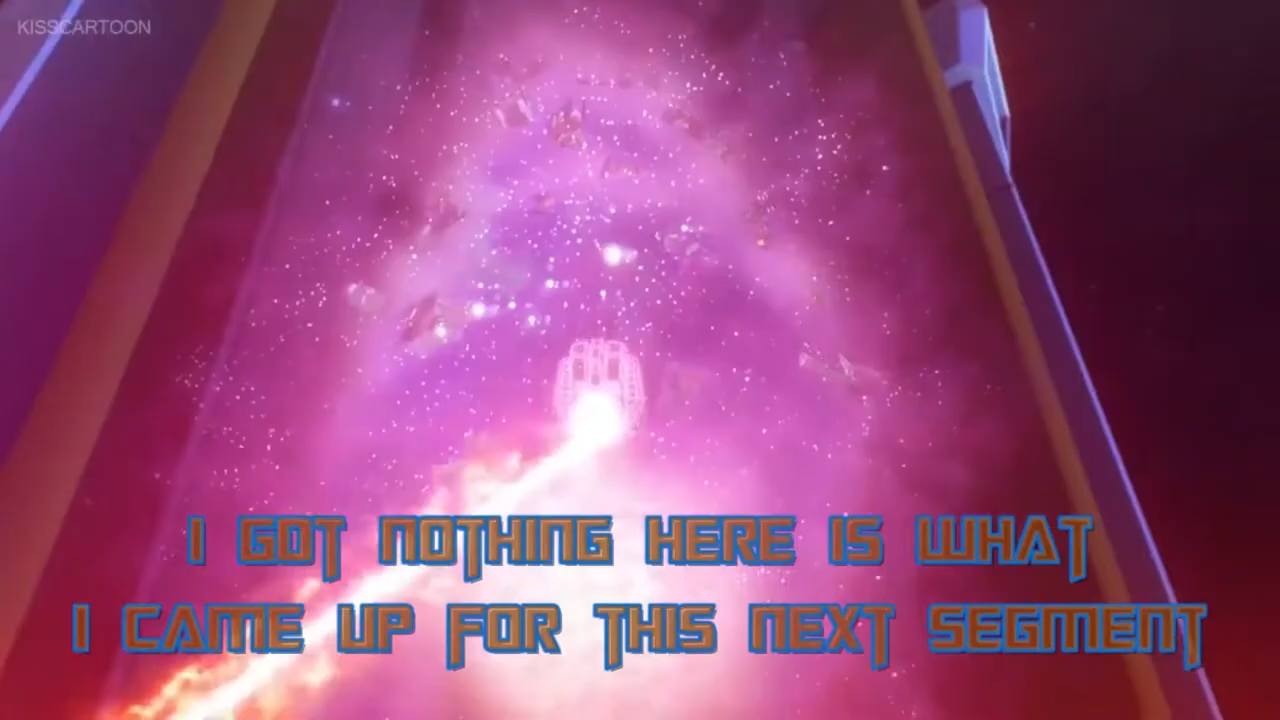 KISSCARTOON
I GOT NOTHING HERE IS WHAT
I CAME UP FOR THIS NEXT SEGMENT